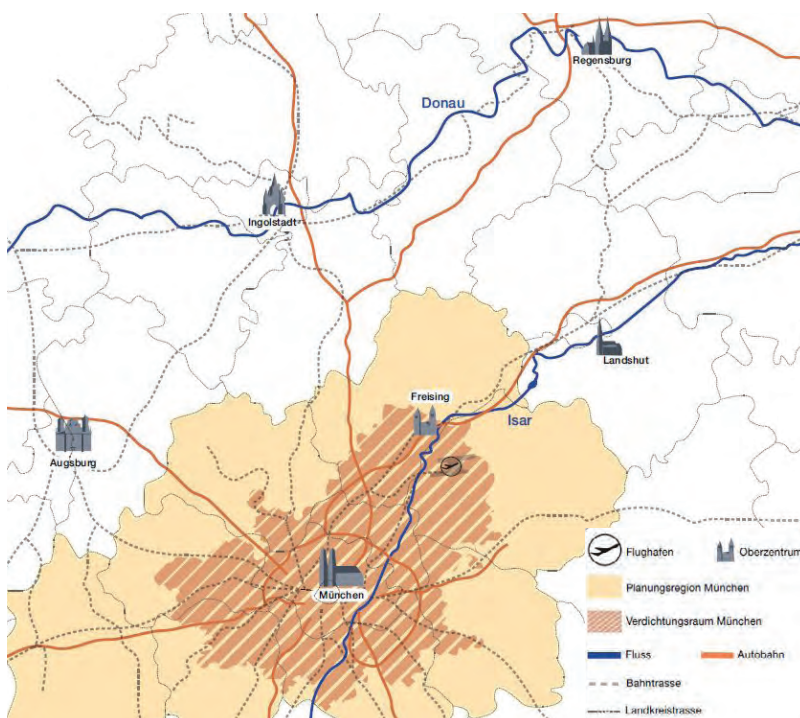 Regensburg
Donau
Ingolstadt
Landshut
Freising
Isar
Augsburg
München
Flughafen
Oberzentrum
Planungsregion München
Verdichtungsraum München
Fluss
Autobahn
Bahntrasse
Landkreistrasse